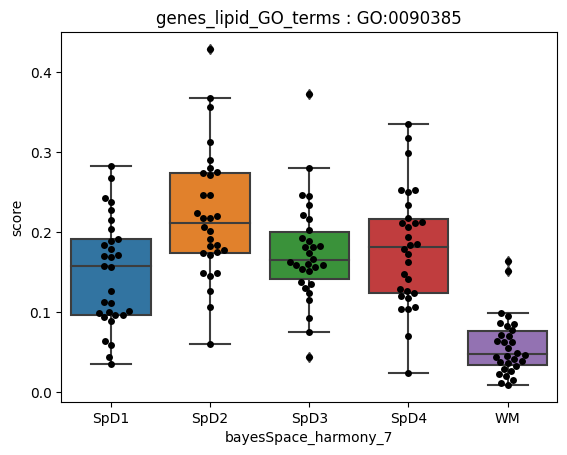 genes_lipid_GO_terms : GO:0090385
score
0.4
0.3
0.2
0.1
0.0
SpD1 SpD2 SpD3 SpD4 WM
bayesSpace_harmony_7